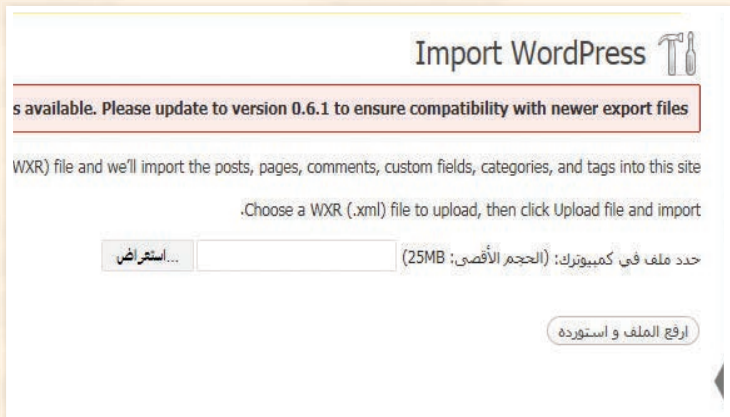 Import WordPress
s available. Please update to version 0.6.1 to ensure compatibility with newer export files
WXR) file and we'll import the posts, pages, comments, custom fields, categories, and tags into this site
.Choose a WXR (.xml) file to upload, then click Upload file and import
حدد ملف في كمبيوترك: (الحجم الأقصى: 25MB) استعراض...
ارفع الملف و استورده